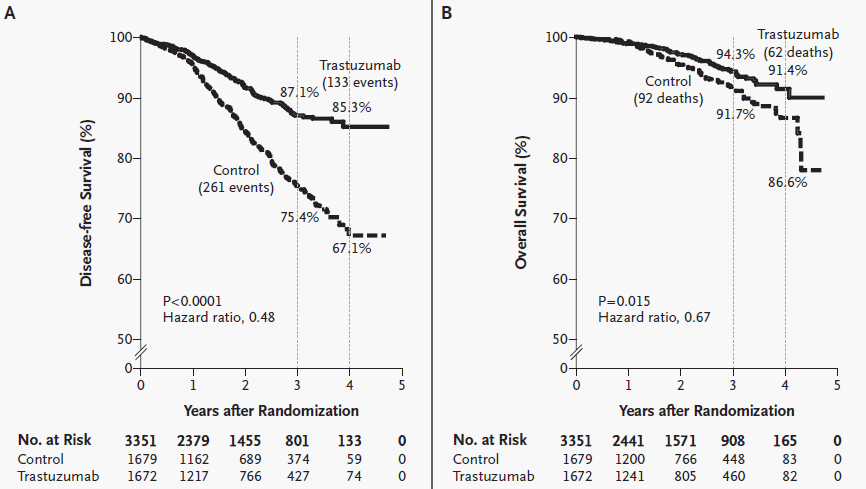 A
Disease-free Survival (%)
100
90
80
70
60
50
0
Trastuzumab
(133 events)
87.1%
85.3%
Control
(261 events)
75.4%
67.1%
P<0.0001
Hazard ratio, 0.48
0 1 2 3 4 5
Years after Randomization
No. at Risk 3351 2379 1455 801 133 0
Control 1679 1162 689 374 59 0
Trastuzumab 1672 1217 766 427 74 0
B
Overall Survival (%)
100
90
80
70
60
50
0
Trastuzumab
(62 deaths)
94.3%
91.4%
Control
(92 deaths)
91.7%
86.6%
P=0.015
Hazard ratio, 0.67
0 1 2 3 4 5
Years after Randomization
No. at Risk 3351 2441 1571 908 165 0
Control 1679 1200 766 448 83 0
Trastuzumab 1672 1241 805 460 82 0